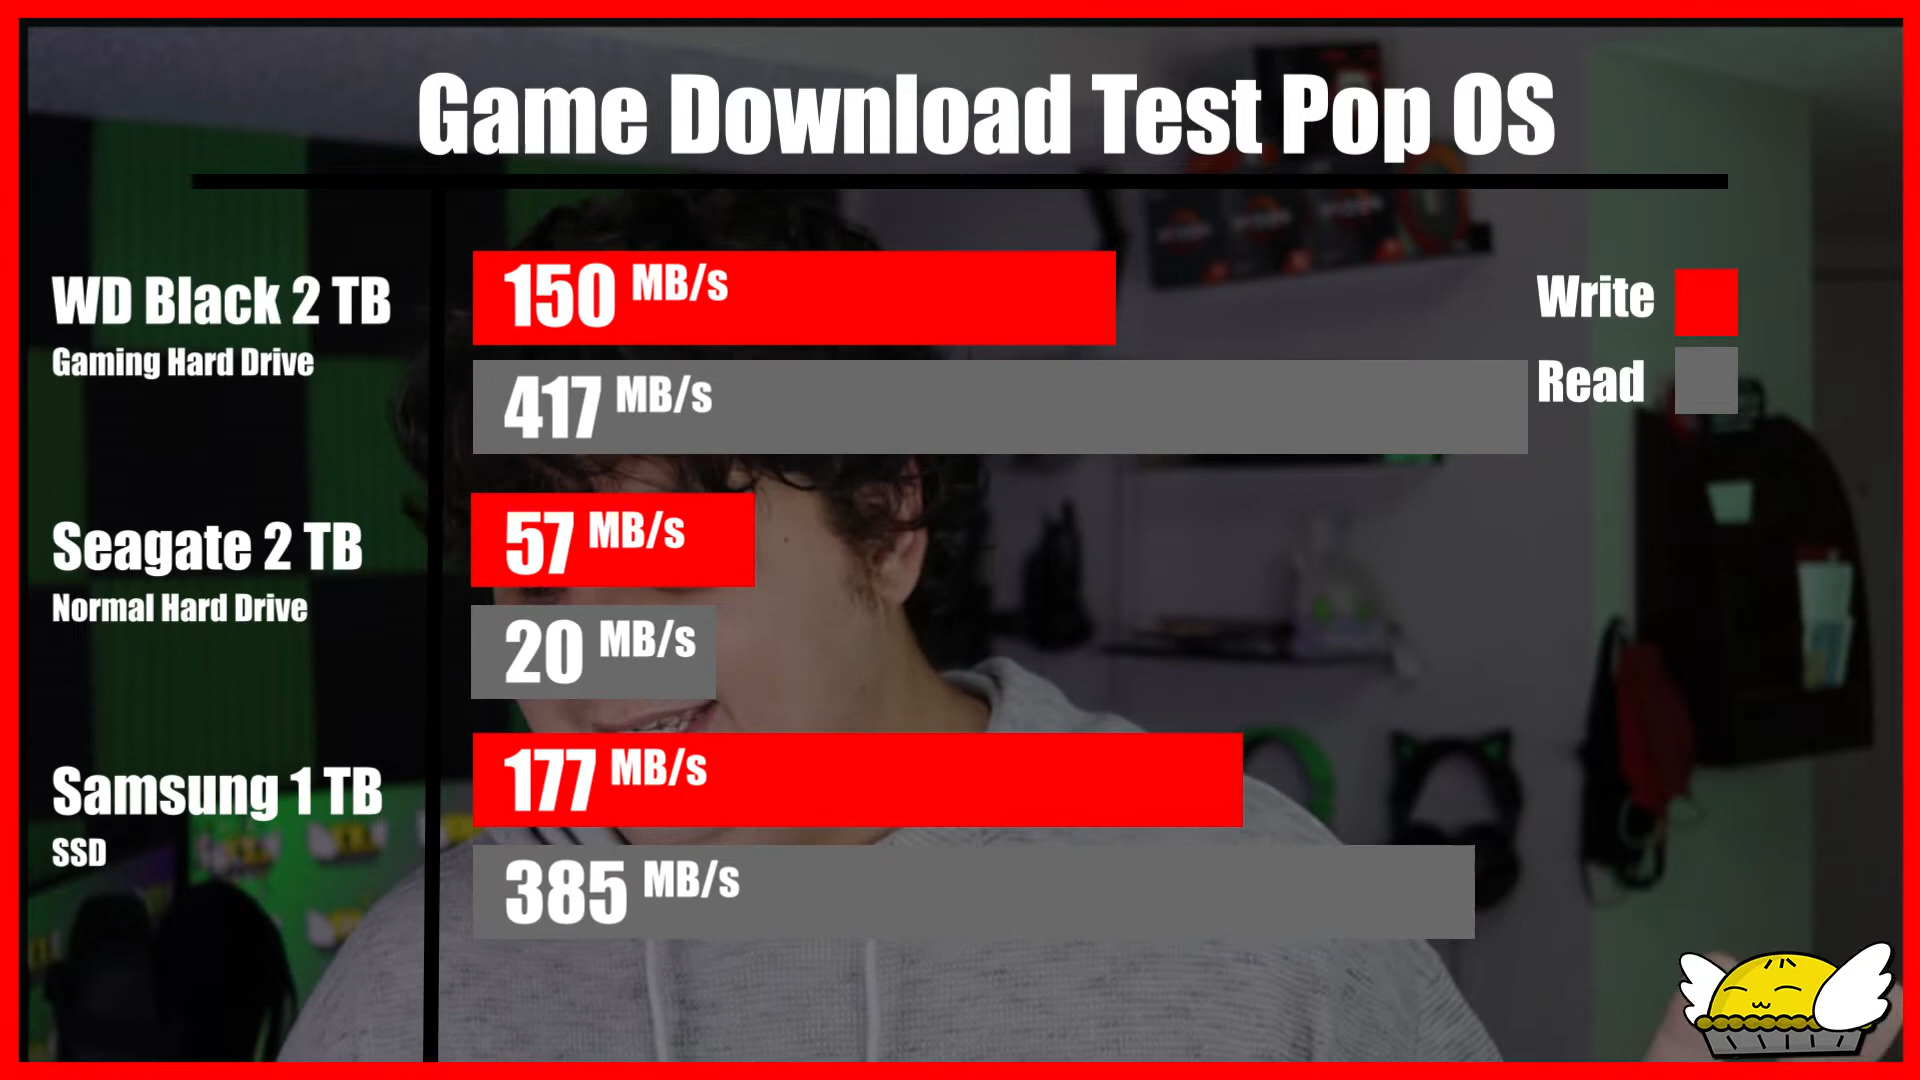 Game Download Test Pop OS
WD Black 2 TB
Gaming Hard Drive
150 MB/s
417 MB/s
Write
Read
Seagate 2 TB
Normal Hard Drive
57 MB/s
20 MB/s
Samsung 1 TB
SSD
177 MB/s
385 MB/s